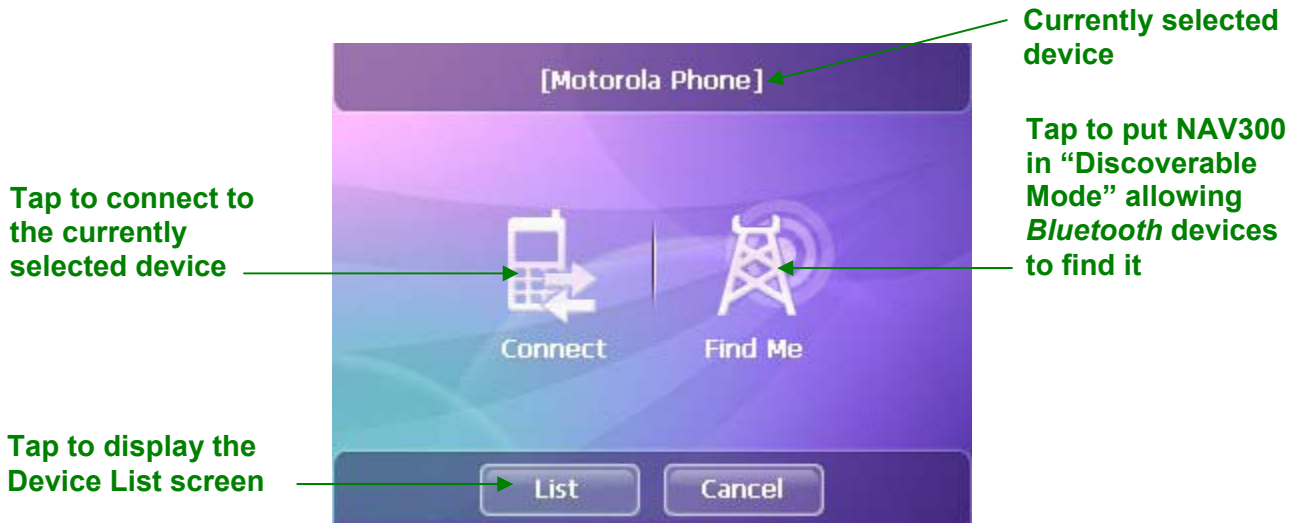 Currently selected
device
[Motorola Phone]
Tap to put NAV300
in “Discoverable
Mode” allowing
Bluetooth devices
to find it
Tap to connect to
the currently
selected device
Connect
Find Me
Tap to display the
Device List screen
List
Cancel